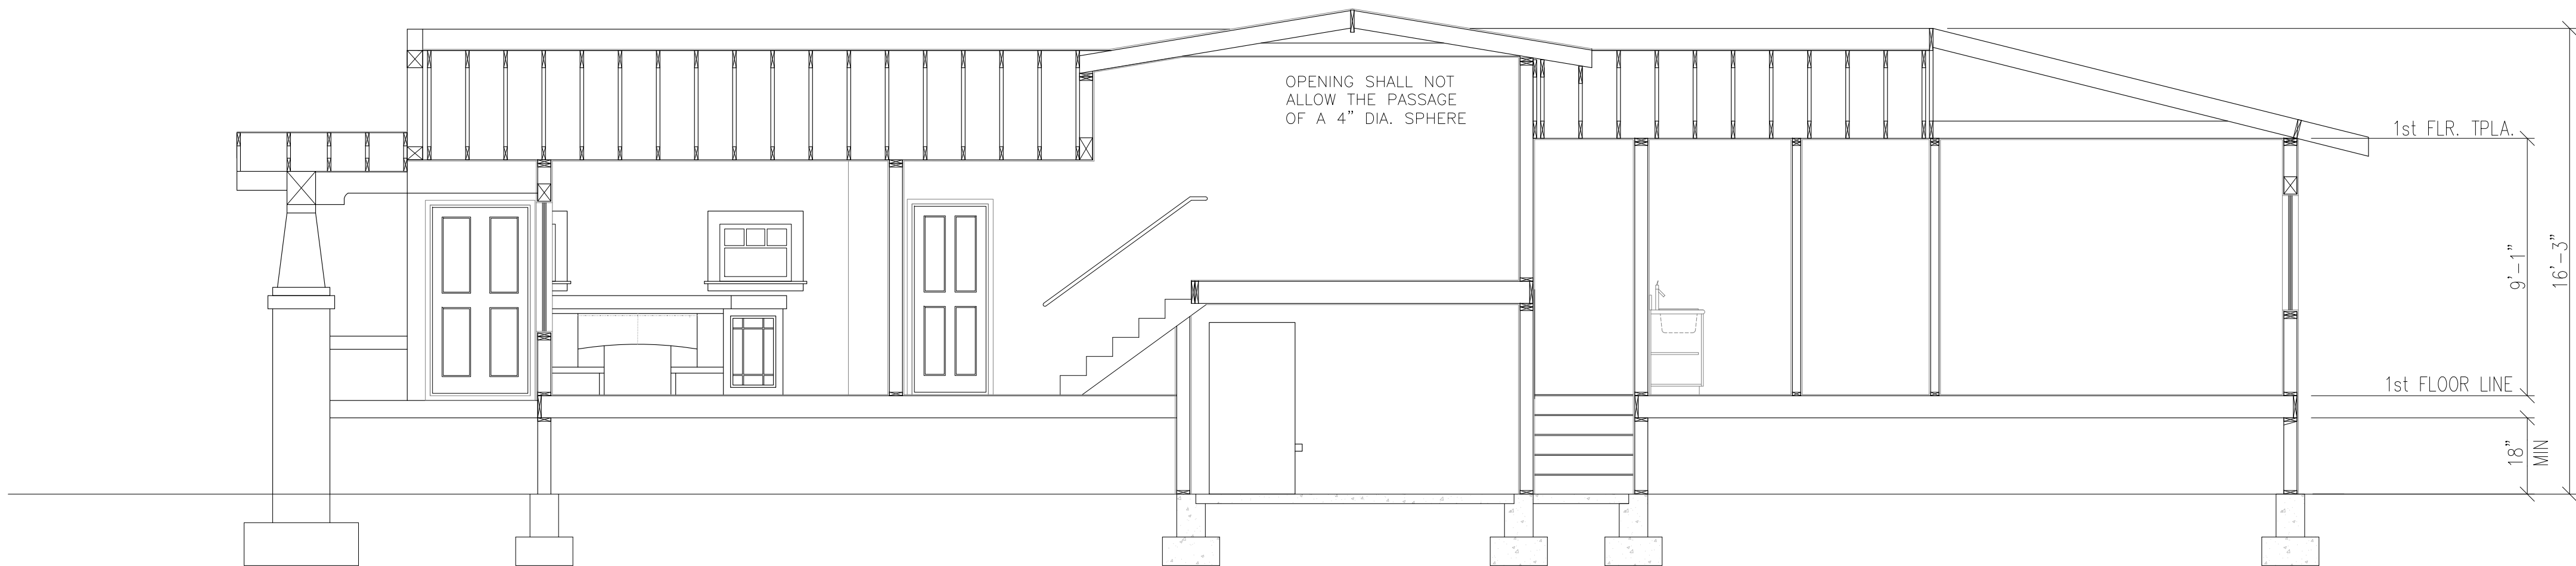 OPENING SHALL NOT
ALLOW THE PASSAGE
OF A 4" DIA. SPHERE
1st FLR. TPLA.
9'-1"
16'-3"
1st FLOOR LINE
18"
MIN